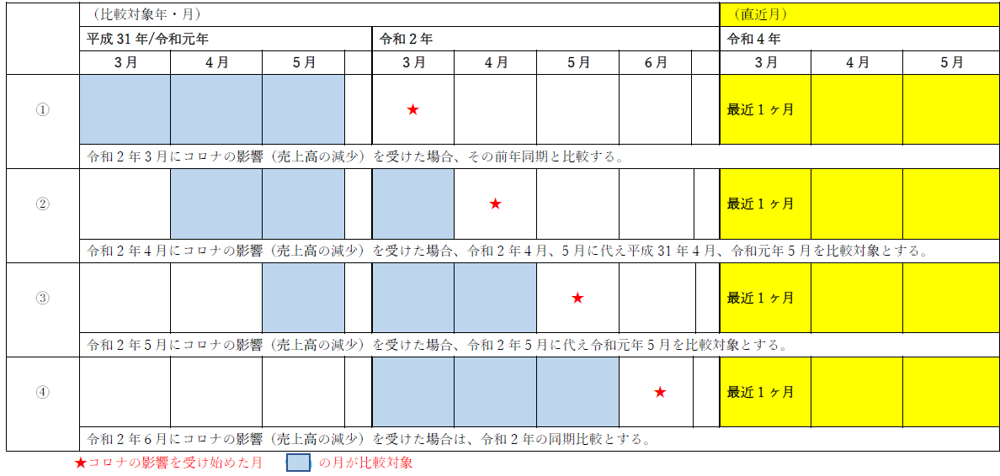 （比較対象年・月）
（直近月）
平成 31 年/令和元年
令和２年
令和４年
３月
４月
５月
３月
４月
５月
６月
３月
４月
５月
①
★
最近１ヶ月
令和２年３月にコロナの影響（売上高の減少）を受けた場合、その前年同期と比較する。
②
★
最近１ヶ月
令和２年４月にコロナの影響（売上高の減少）を受けた場合、令和２年４月、５月に代え平成 31 年４月、令和元年５月を比較対象とする。
③
★
最近１ヶ月
令和２年５月にコロナの影響（売上高の減少）を受けた場合、令和２年５月に代え令和元年５月を比較対象とする。
④
★
最近１ヶ月
令和２年６月にコロナの影響（売上高の減少）を受けた場合は、令和２年の同期比較とする。
★コロナの影響を受け始めた月
の月が比較対象